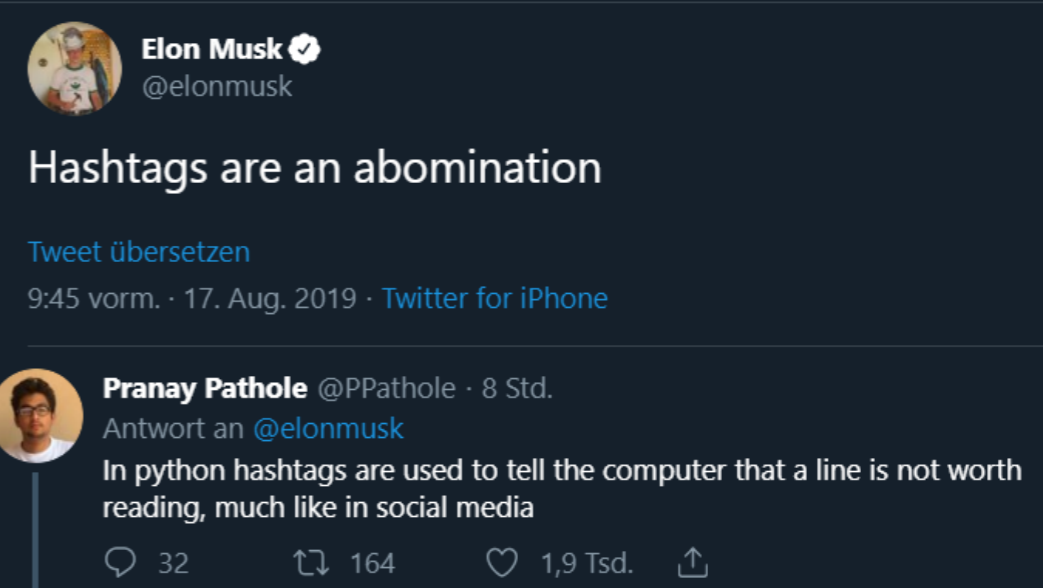 Elon Musk
@elonmusk
Hashtags are an abomination
Tweet übersetzen
9:45 vorm. · 17. Aug. 2019 · Twitter for iPhone
Pranay Pathole @PPathole · 8 Std.
Antwort an @elonmusk
In python hashtags are used to tell the computer that a line is not worth
reading, much like in social media
32 164 1,9 Tsd.